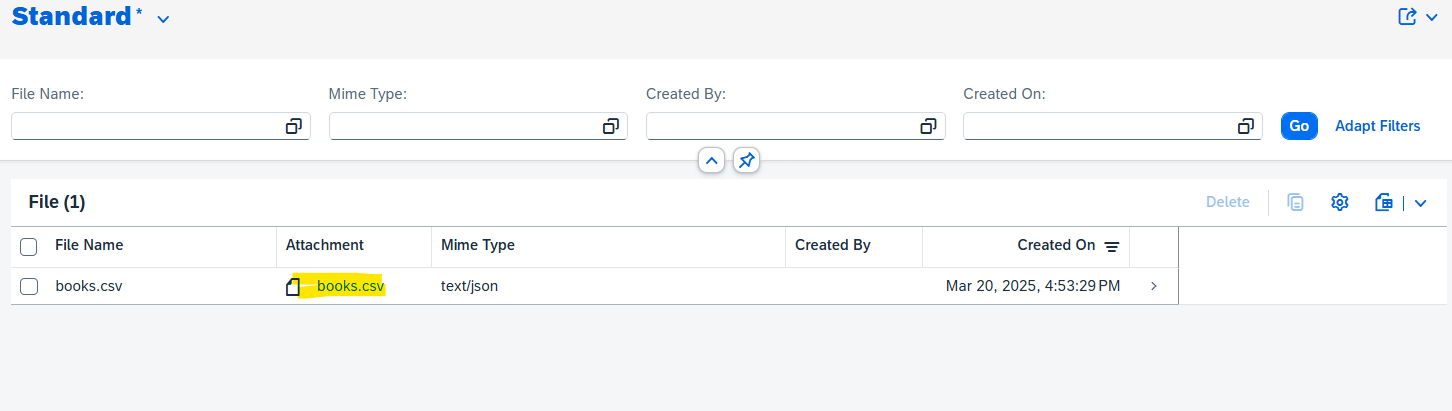 Standard *
File Name: Mime Type: Created By: Created On:
Go Adapt Filters
File (1) Delete
File Name Attachment Mime Type Created By Created On
books.csv books.csv text/json Mar 20, 2025, 4:53:29 PM